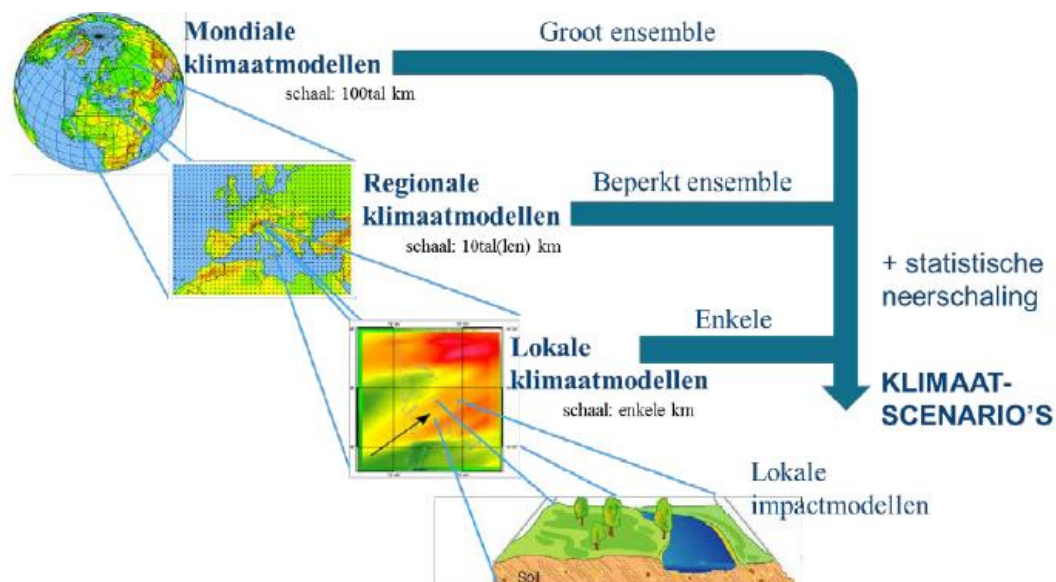 Mondiale
klimaatmodellen
schaal: 100tal km
Groot ensemble
Regionale
klimaatmodellen
schaal: 10tal(len) km
Beperkt ensemble
+ statistische
neerschaling
Lokale
klimaatmodellen
schaal: enkele km
Enkele
KLIMAAT-
SCENARIO'S
Lokale
impactmodellen
Sol